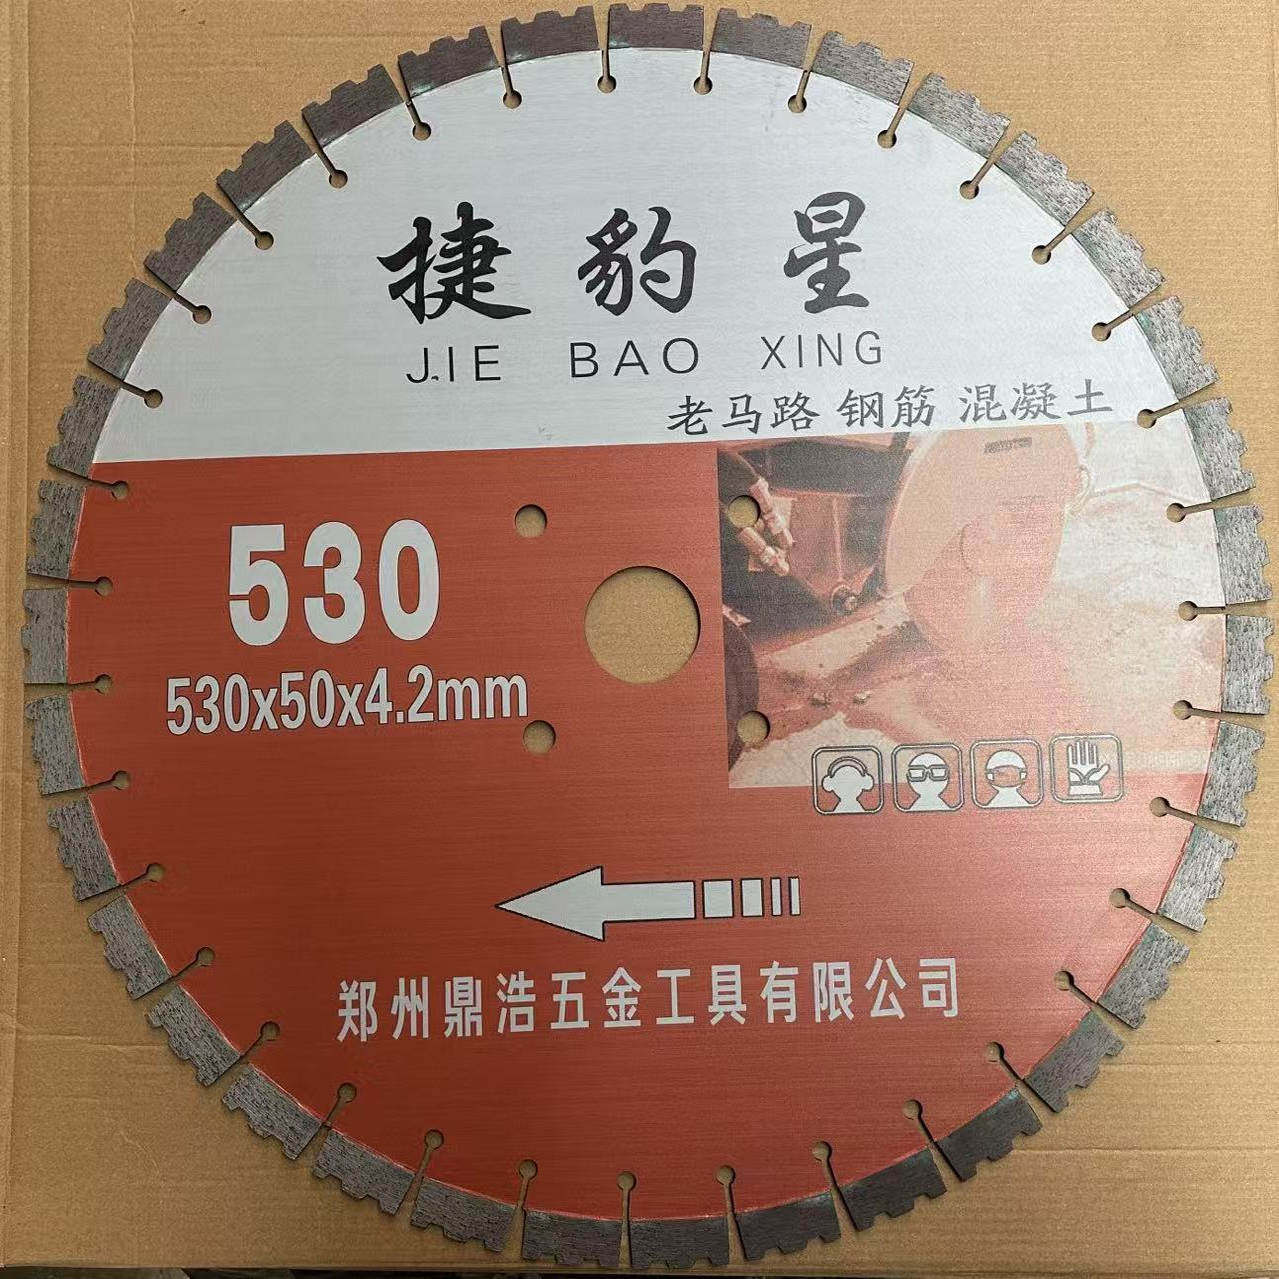 捷豹星
JIE BAO XING
老马路 钢筋 混凝土
530
530x50x4.2mm
郑州鼎浩五金工具有限公司